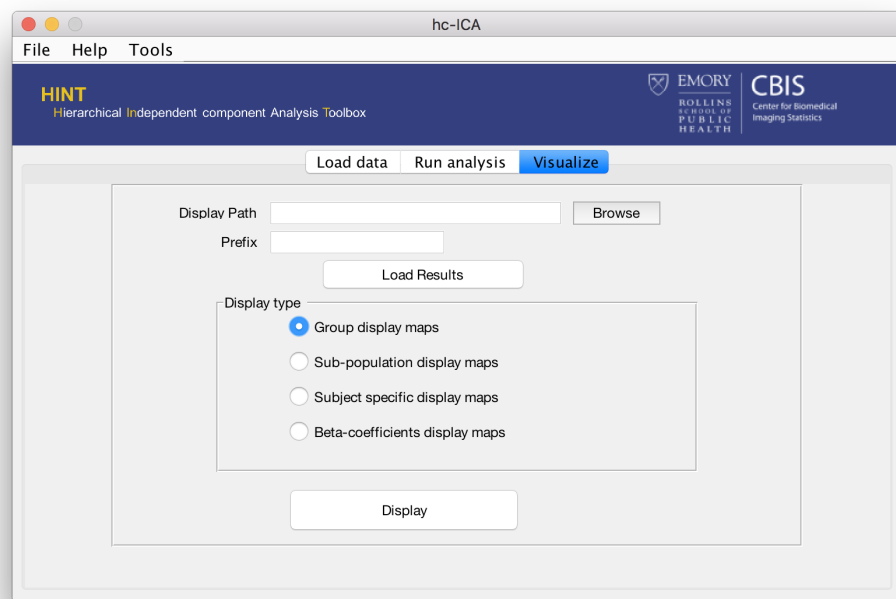 hc-ICA
File Help Tools
HINT
Hierarchical Independent component Analysis Toolbox
EMORY
ROLLINS
SCHOOL OF
PUBLIC
HEALTH
CBIS
Center for Biomedical
Imaging Statistics
Load data Run analysis Visualize
Display Path Browse
Prefix
Load Results
Display type
Group display maps
Sub-population display maps
Subject specific display maps
Beta-coefficients display maps
Display